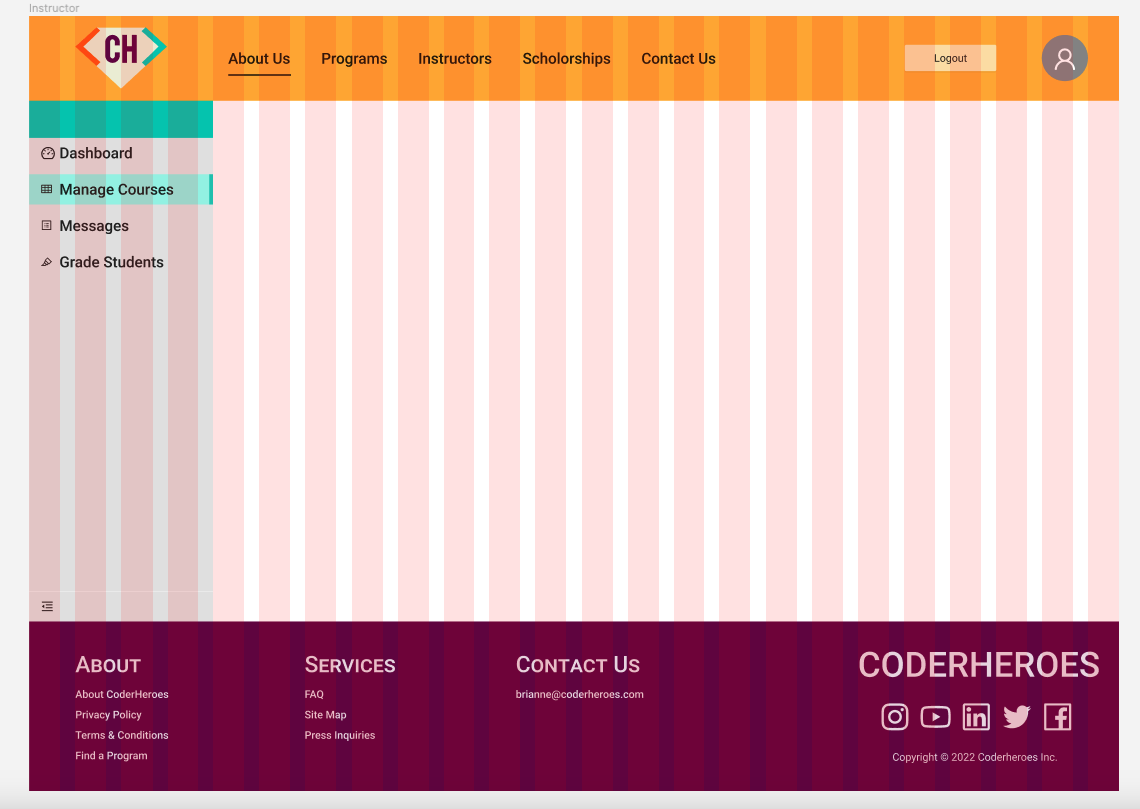 Instructor
CH
About Us Programs Instructors Scholorships Contact Us Logout
Dashboard
Manage Courses
Messages
Grade Students
About Services Contact Us CODERHEROES
About CoderHeroes FAQ brianne@coderheroes.com
Privacy Policy Site Map
Terms & Conditions Press Inquiries
Find a Program Copyright © 2022 Coderheroes Inc.